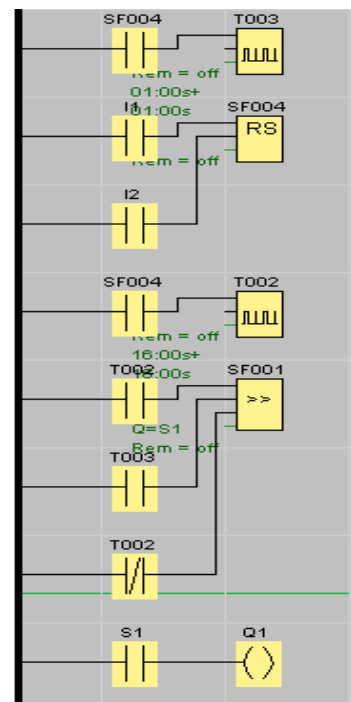 SF004 T003
Rem = off
01:00s+
I1 01:00s SF004
RS
Rem = off
I2
SF004 T002
Rem = off
16:00s+
T002 16:00s SF001
>>
Q=S1
Rem = off
T003
T002
S1 Q1